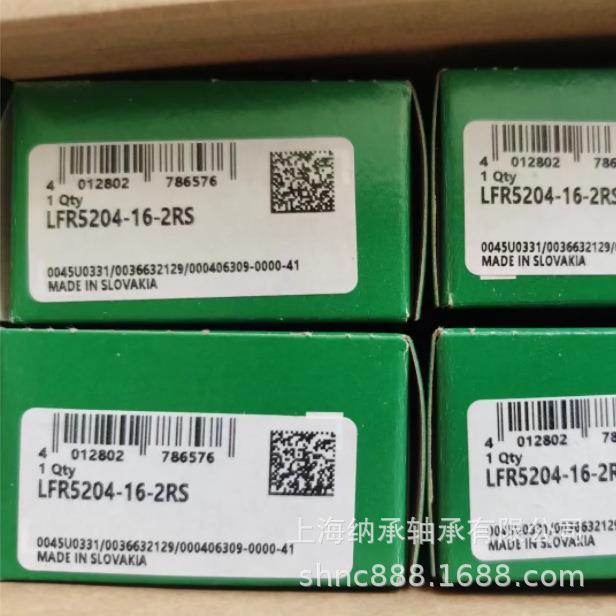 4 012802 786576
1 Qty
LFR5204-16-2RS
0045U0331/0036632129/000406309-0000-41
MADE IN SLOVAKIA
4 012802 786
1 Qty
LFR5204-16-2RS
0045U0331/0036632129
MADE IN SLOVAKIA
4 012802 786576
1 Qty
LFR5204-16-2RS
0045U0331/0036632129/000406309-0000-41
MADE IN SLOVAKIA
4 012802 786
1 Qty
LFR5204-16-2R
0045U0331/0036632129
MADE IN SLOVAKIA
上海纳承轴承有限公司
shnc888.1688.com